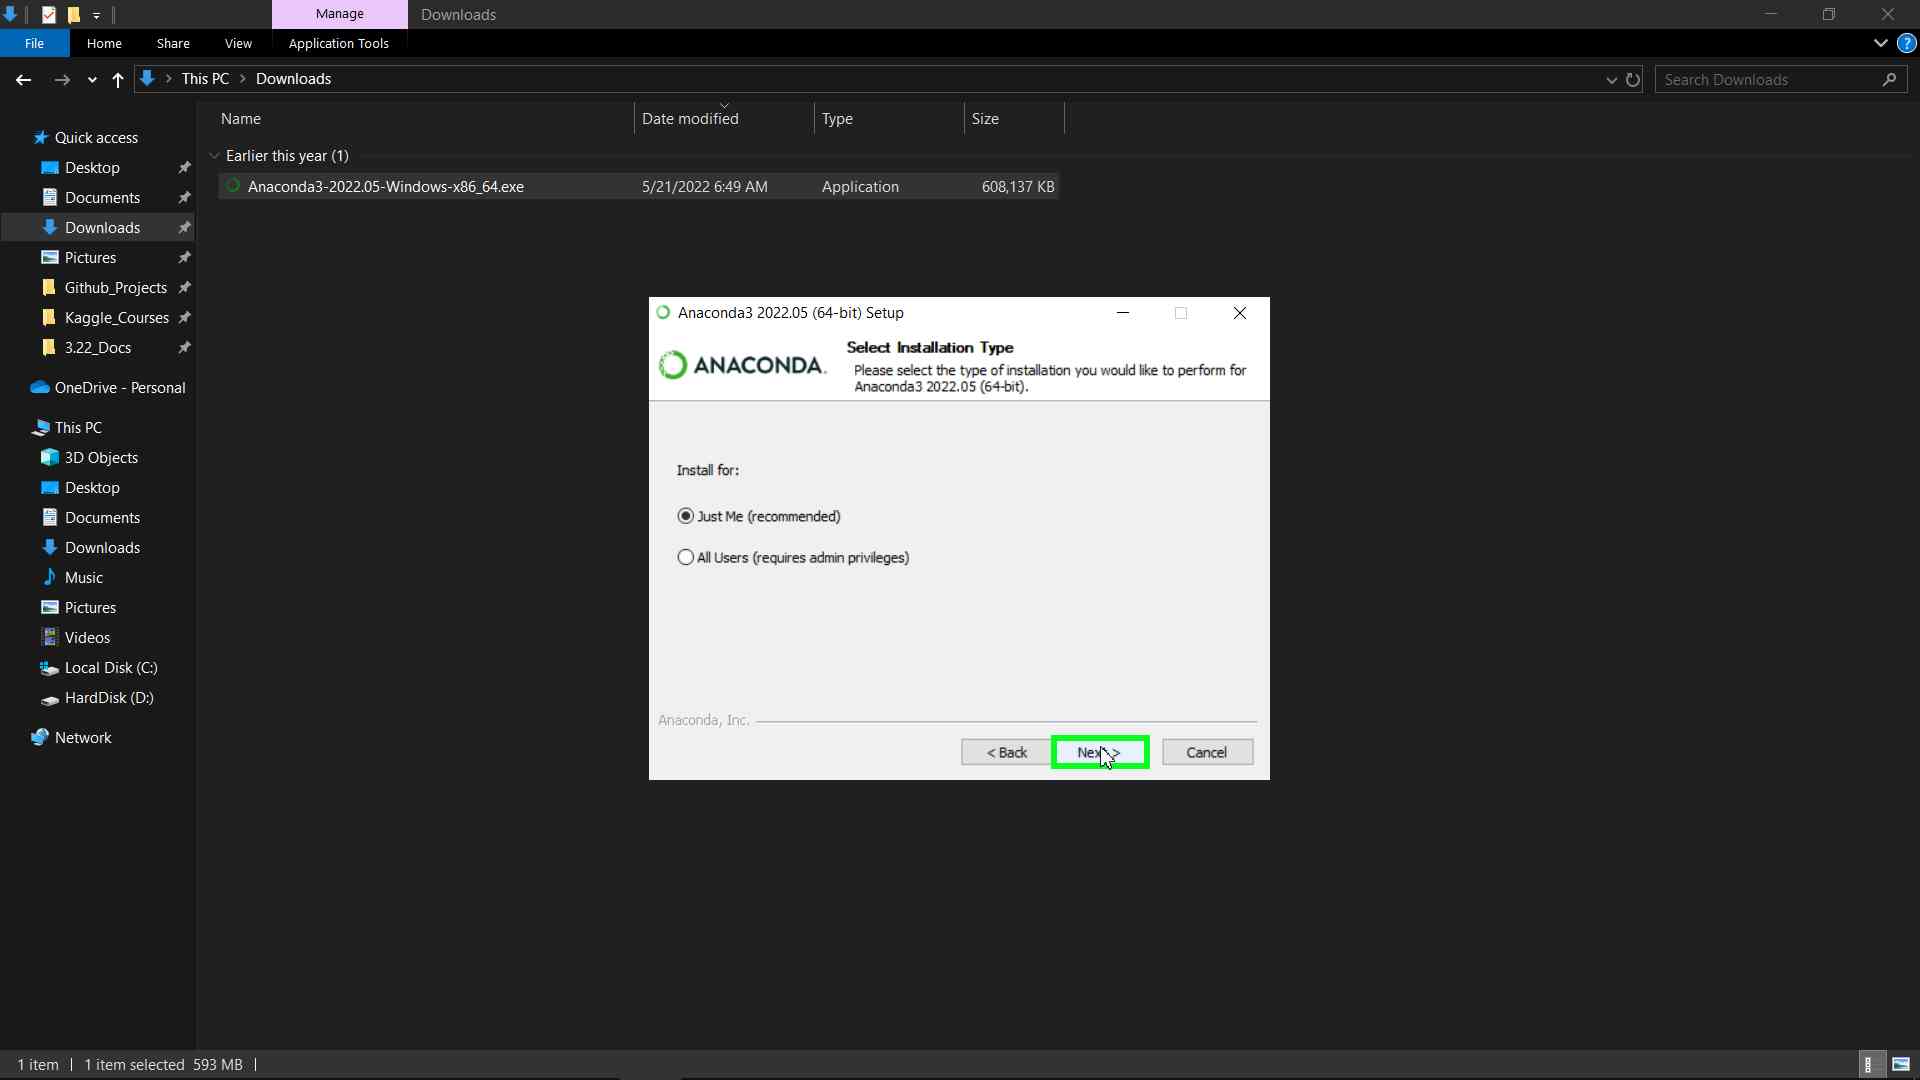 Manage
Downloads
File
Home
Share
View
Application Tools
?
This PC > Downloads
Search Downloads
Name
Date modified
Type
Size
Quick access
Desktop
Documents
Downloads
Pictures
Github_Projects
Kaggle_Courses
3.22_Docs
OneDrive - Personal
This PC
3D Objects
Desktop
Documents
Downloads
Music
Pictures
Videos
Local Disk (C:)
HardDisk (D:)
Network
Earlier this year (1)
Anaconda3-2022.05-Windows-x86_64.exe 5/21/2022 6:49 AM Application 608,137 KB
Anaconda3 2022.05 (64-bit) Setup
ANACONDA.
Select Installation Type
Please select the type of installation you would like to perform for
Anaconda3 2022.05 (64-bit).
Install for:
Just Me (recommended)
All Users (requires admin privileges)
Anaconda, Inc.
< Back
Next >
Cancel
1 item
1 item selected 593 MB